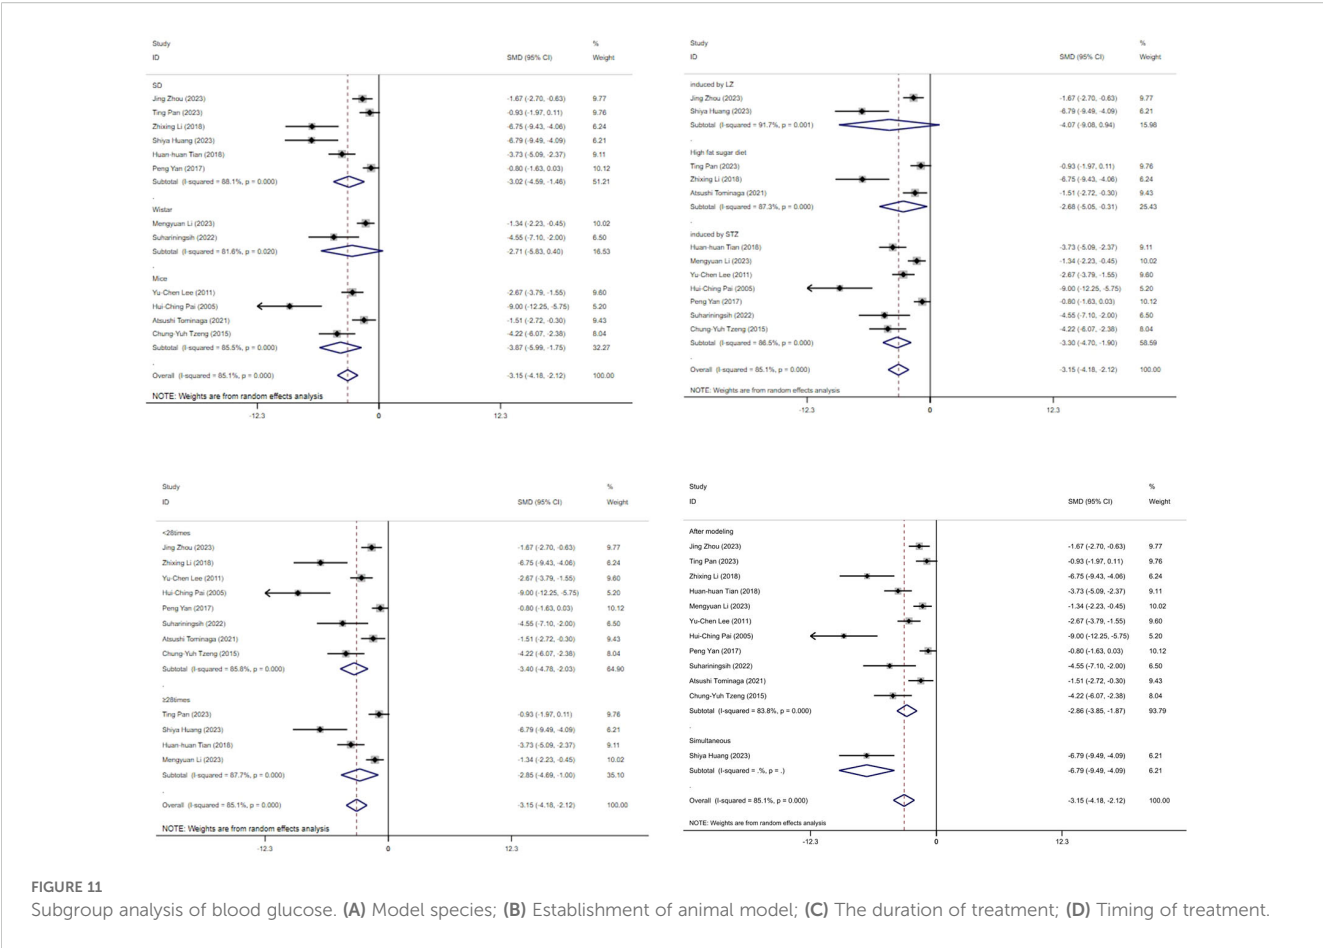 Study %
ID SMD (95% CI) Weight
SD
Jing Zhou (2023) -1.67 (-2.70, -0.63) 9.77
Ting Pan (2023) -0.93 (-1.97, 0.11) 9.76
Zhixing Li (2018) -6.75 (-9.43, -4.06) 6.24
Shiya Huang (2023) -6.79 (-9.49, -4.09) 6.21
Huan-huan Tian (2018) -3.73 (-5.09, -2.37) 9.11
Peng Yan (2017) -0.80 (-1.63, 0.03) 10.12
Subtotal (I-squared = 88.1%, p = 0.000) -3.02 (-4.59, -1.46) 51.21
.
Wistar
Mengyuan Li (2023) -1.34 (-2.23, -0.45) 10.02
Suhariningsih (2022) -4.55 (-7.10, -2.00) 6.50
Subtotal (I-squared = 81.6%, p = 0.020) -2.71 (-5.83, 0.40) 16.53
.
Mice
Yu-Chen Lee (2011) -2.67 (-3.79, -1.55) 9.60
Hui-Ching Pai (2005) -9.00 (-12.25, -5.75) 5.20
Atsushi Tominaga (2021) -1.51 (-2.72, -0.30) 9.43
Chung-Yuh Tzeng (2015) -4.22 (-6.07, -2.38) 8.04
Subtotal (I-squared = 85.5%, p = 0.000) -3.87 (-5.99, -1.75) 32.27
.
Overall (I-squared = 85.1%, p = 0.000) -3.15 (-4.18, -2.12) 100.00
NOTE: Weights are from random effects analysis
-12.3 0 12.3
Study %
ID SMD (95% CI) Weight
induced by LZ
Jing Zhou (2023) -1.67 (-2.70, -0.63) 9.77
Shiya Huang (2023) -6.79 (-9.49, -4.09) 6.21
Subtotal (I-squared = 91.7%, p = 0.001) -4.07 (-9.08, 0.94) 15.98
.
High fat sugar diet
Ting Pan (2023) -0.93 (-1.97, 0.11) 9.76
Zhixing Li (2018) -6.75 (-9.43, -4.06) 6.24
Atsushi Tominaga (2021) -1.51 (-2.72, -0.30) 9.43
Subtotal (I-squared = 87.3%, p = 0.000) -2.68 (-5.05, -0.31) 25.43
.
induced by STZ
Huan-huan Tian (2018) -3.73 (-5.09, -2.37) 9.11
Mengyuan Li (2023) -1.34 (-2.23, -0.45) 10.02
Yu-Chen Lee (2011) -2.67 (-3.79, -1.55) 9.60
Hui-Ching Pai (2005) -9.00 (-12.25, -5.75) 5.20
Peng Yan (2017) -0.80 (-1.63, 0.03) 10.12
Suhariningsih (2022) -4.55 (-7.10, -2.00) 6.50
Chung-Yuh Tzeng (2015) -4.22 (-6.07, -2.38) 8.04
Subtotal (I-squared = 86.5%, p = 0.000) -3.30 (-4.70, -1.90) 58.59
.
Overall (I-squared = 85.1%, p = 0.000) -3.15 (-4.18, -2.12) 100.00
NOTE: Weights are from random effects analysis
-12.3 0 12.3
Study %
ID SMD (95% CI) Weight
<28times
Jing Zhou (2023) -1.67 (-2.70, -0.63) 9.77
Zhixing Li (2018) -6.75 (-9.43, -4.06) 6.24
Yu-Chen Lee (2011) -2.67 (-3.79, -1.55) 9.60
Hui-Ching Pai (2005) -9.00 (-12.25, -5.75) 5.20
Peng Yan (2017) -0.80 (-1.63, 0.03) 10.12
Suhariningsih (2022) -4.55 (-7.10, -2.00) 6.50
Atsushi Tominaga (2021) -1.51 (-2.72, -0.30) 9.43
Chung-Yuh Tzeng (2015) -4.22 (-6.07, -2.38) 8.04
Subtotal (I-squared = 85.8%, p = 0.000) -3.40 (-4.78, -2.03) 64.90
.
≥28times
Ting Pan (2023) -0.93 (-1.97, 0.11) 9.76
Shiya Huang (2023) -6.79 (-9.49, -4.09) 6.21
Huan-huan Tian (2018) -3.73 (-5.09, -2.37) 9.11
Mengyuan Li (2023) -1.34 (-2.23, -0.45) 10.02
Subtotal (I-squared = 87.7%, p = 0.000) -2.85 (-4.69, -1.00) 35.10
.
Overall (I-squared = 85.1%, p = 0.000) -3.15 (-4.18, -2.12) 100.00
NOTE: Weights are from random effects analysis
-12.3 0 12.3
Study %
ID SMD (95% CI) Weight
After modeling
Jing Zhou (2023) -1.67 (-2.70, -0.63) 9.77
Ting Pan (2023) -0.93 (-1.97, 0.11) 9.76
Zhixing Li (2018) -6.75 (-9.43, -4.06) 6.24
Huan-huan Tian (2018) -3.73 (-5.09, -2.37) 9.11
Mengyuan Li (2023) -1.34 (-2.23, -0.45) 10.02
Yu-Chen Lee (2011) -2.67 (-3.79, -1.55) 9.60
Hui-Ching Pai (2005) -9.00 (-12.25, -5.75) 5.20
Peng Yan (2017) -0.80 (-1.63, 0.03) 10.12
Suhariningsih (2022) -4.55 (-7.10, -2.00) 6.50
Atsushi Tominaga (2021) -1.51 (-2.72, -0.30) 9.43
Chung-Yuh Tzeng (2015) -4.22 (-6.07, -2.38) 8.04
Subtotal (I-squared = 83.8%, p = 0.000) -2.86 (-3.85, -1.87) 93.79
.
Simultaneous
Shiya Huang (2023) -6.79 (-9.49, -4.09) 6.21
Subtotal (I-squared = .%, p = .) -6.79 (-9.49, -4.09) 6.21
.
Overall (I-squared = 85.1%, p = 0.000) -3.15 (-4.18, -2.12) 100.00
NOTE: Weights are from random effects analysis
-12.3 0 12.3
FIGURE 11
Subgroup analysis of blood glucose. (A) Model species; (B) Establishment of animal model; (C) The duration of treatment; (D) Timing of treatment.